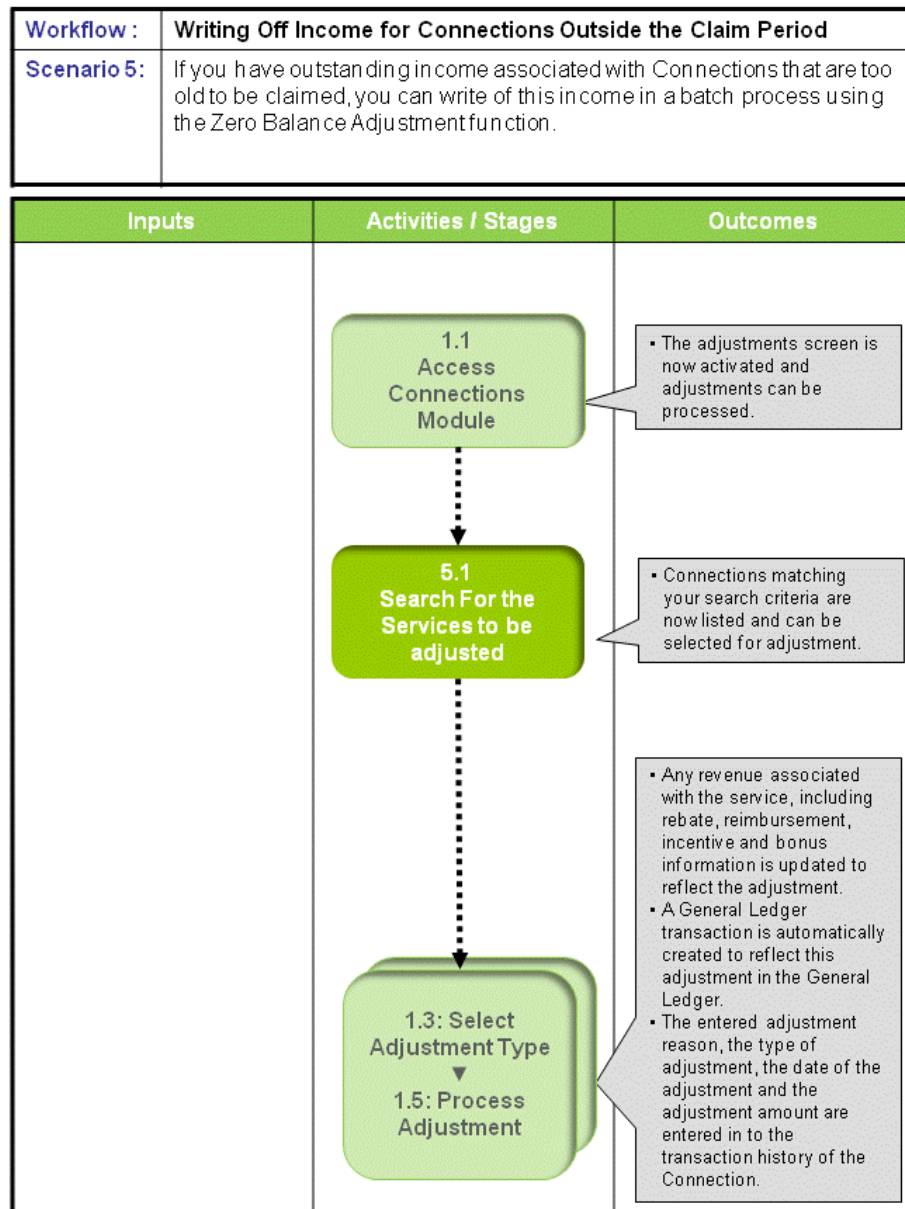 Workflow : Writing Off Income for Connections Outside the Claim Period
Scenario 5: If you have outstanding income associated with Connections that are too
old to be claimed, you can write of this income in a batch process using
the Zero Balance Adjustment function.
Inputs Activities / Stages Outcomes
1.1
Access
Connections
Module
▪ The adjustments screen is
now activated and
adjustments can be
processed.
5.1
Search For the
Services to be
adjusted
▪ Connections matching
your search criteria are
now listed and can be
selected for adjustment.
1.3: Select
Adjustment Type
▼
1.5: Process
Adjustment
▪ Any revenue associated
with the service, including
rebate, reimbursement,
incentive and bonus
information is updated to
reflect the adjustment.
▪ A General Ledger
transaction is automatically
created to reflect this
adjustment in the General
Ledger.
▪ The entered adjustment
reason, the type of
adjustment, the date of the
adjustment and the
adjustment amount are
entered in to the
transaction history of the
Connection.